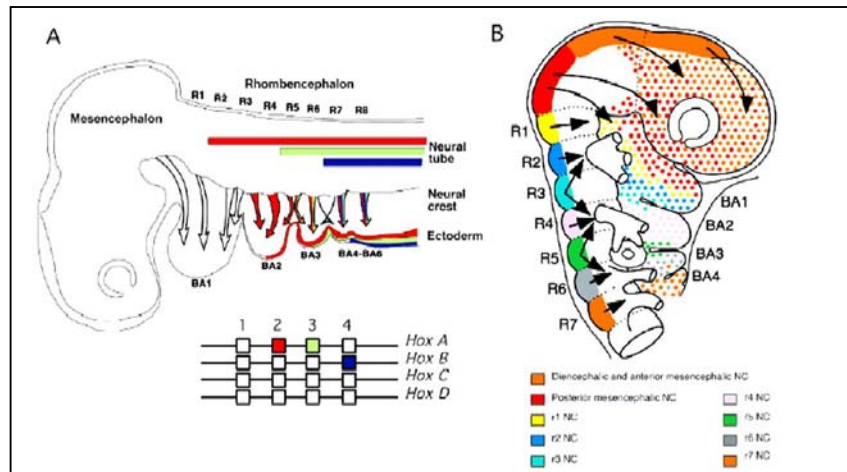 A
Rhombencephalon
R1 R2 R3 R4 R5 R6 R7 R8
Mesencephalon
Neural
tube
Neural
crest
Ectoderm
BA1
BA2
BA3
BA4-BA6
1 2 3 4
Hox A
Hox B
Hox C
Hox D
B
R1
R2
R3
R4
R5
R6
R7
BA1
BA2
BA3
BA4
Diencephalic and anterior mesencephalic NC
Posterior mesencephalic NC
r1 NC
r2 NC
r3 NC
r4 NC
r5 NC
r6 NC
r7 NC